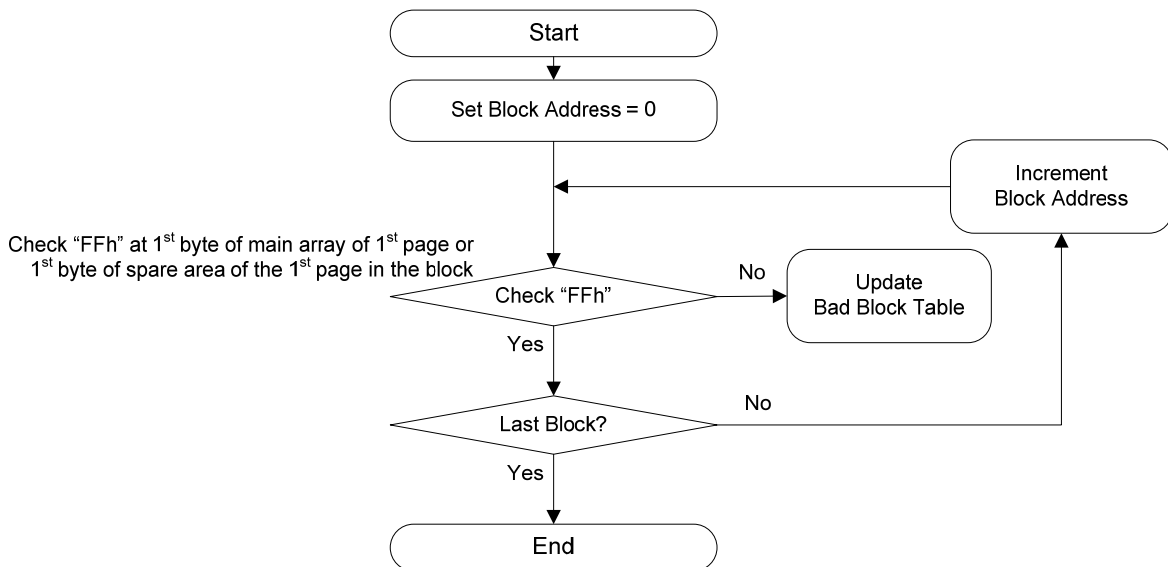 Start
Set Block Address = 0
Increment
Block Address
Check “FFh” at 1st byte of main array of 1st page or
1st byte of spare area of the 1st page in the block
Check “FFh”
No
Update
Bad Block Table
Yes
Last Block?
No
Yes
End